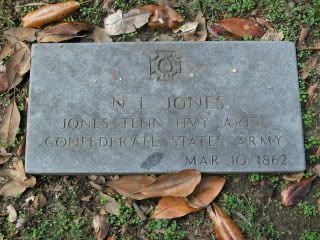 N E JONES
JONES TENN HVY ARTY
CONFEDERATE STATES ARMY
MAR 10 1862